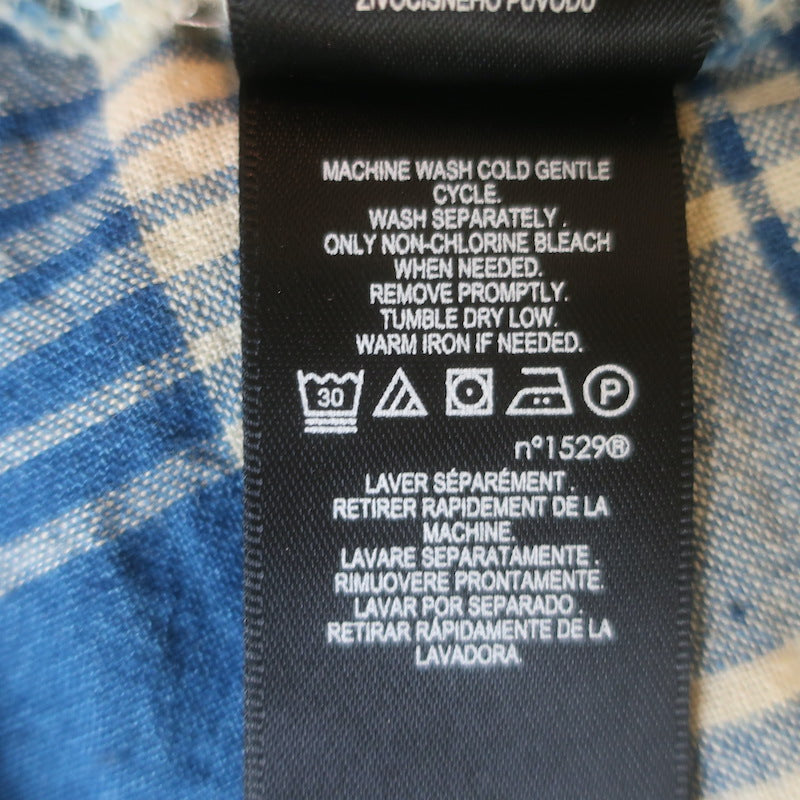 ŽIVOČIŠNÉHO PŮVODU
MACHINE WASH COLD GENTLE
CYCLE.
WASH SEPARATELY .
ONLY NON-CHLORINE BLEACH
WHEN NEEDED.
REMOVE PROMPTLY.
TUMBLE DRY LOW.
WARM IRON IF NEEDED.
30 P
n°1529®
LAVER SÉPARÉMENT .
RETIRER RAPIDEMENT DE LA
MACHINE.
LAVARE SEPARATAMENTE .
RIMUOVERE PRONTAMENTE.
LAVAR POR SEPARADO .
RETIRAR RÁPIDAMENTE DE LA
LAVADORA.